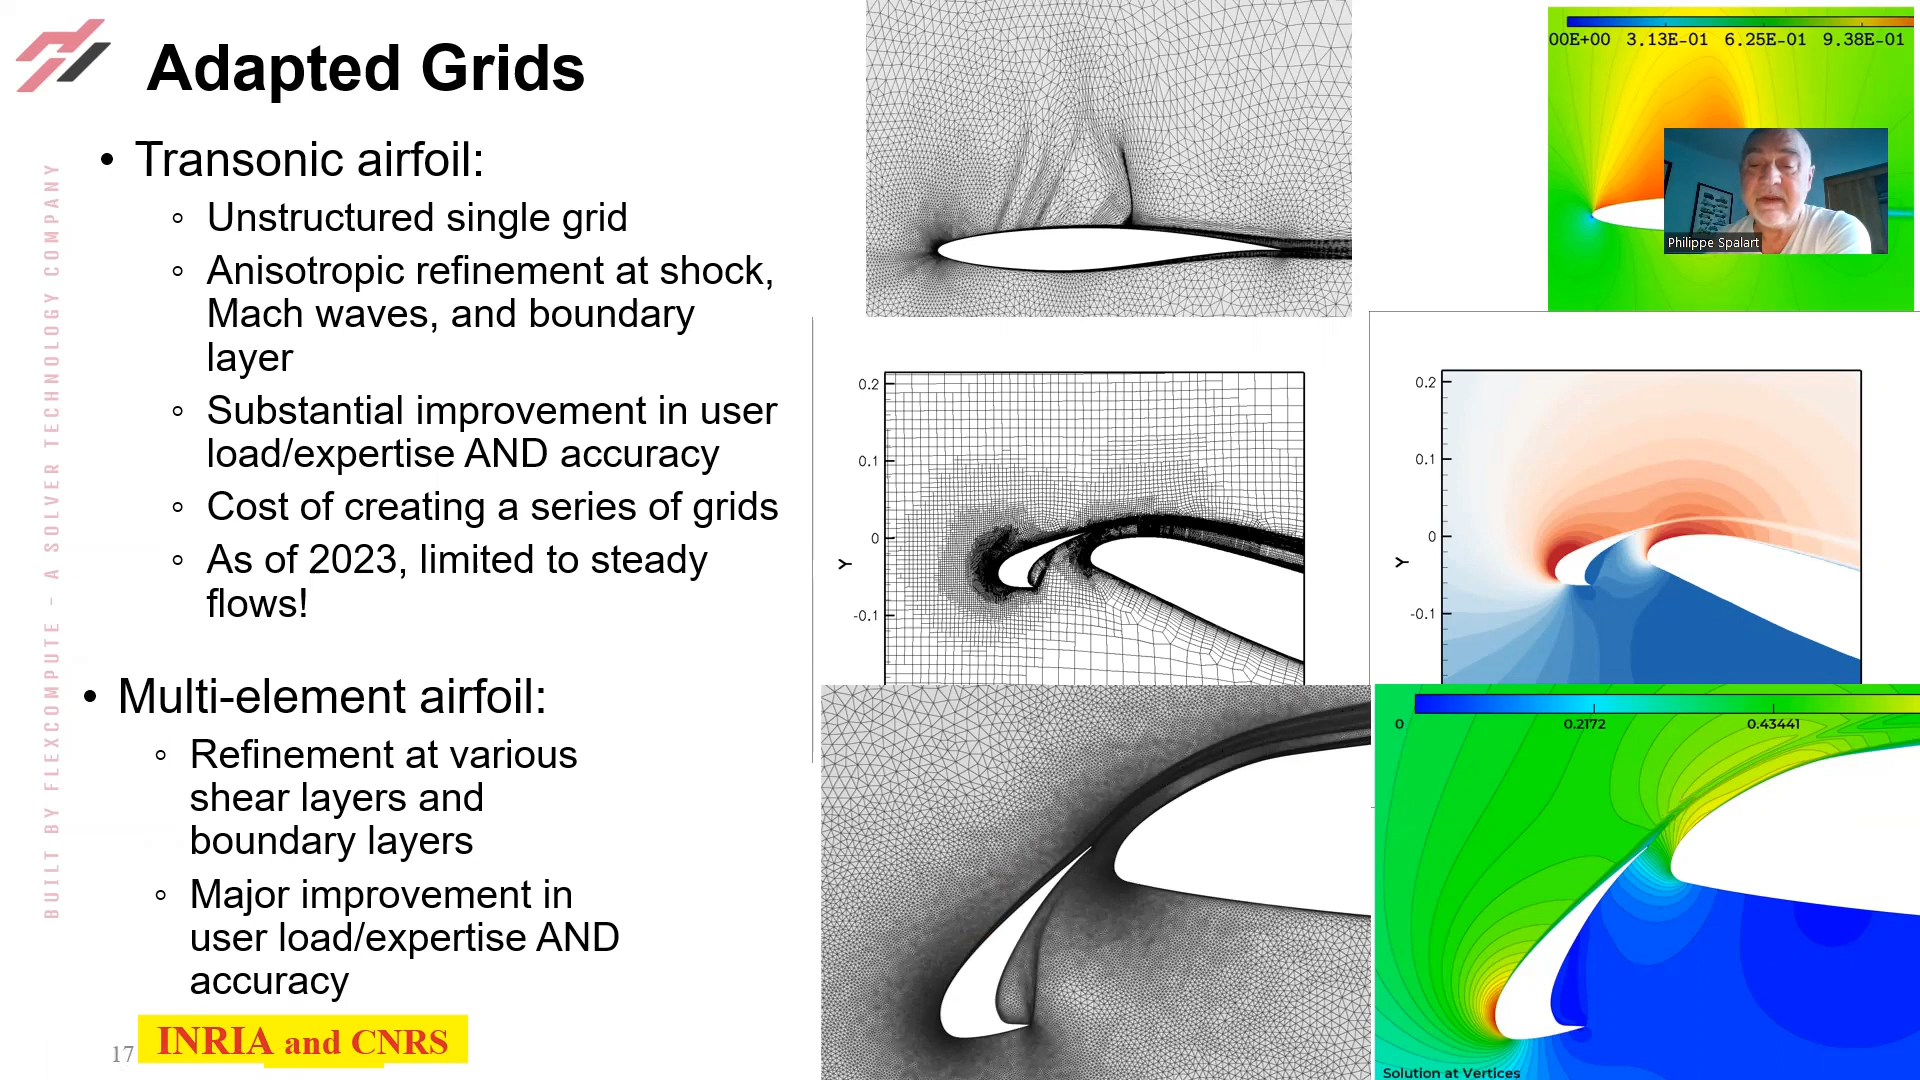 Adapted Grids
• Transonic airfoil:
◦ Unstructured single grid
◦ Anisotropic refinement at shock,
Mach waves, and boundary
layer
◦ Substantial improvement in user
load/expertise AND accuracy
◦ Cost of creating a series of grids
◦ As of 2023, limited to steady
flows!
• Multi-element airfoil:
◦ Refinement at various
shear layers and
boundary layers
◦ Major improvement in
user load/expertise AND
accuracy
17
INRIA and CNRS
BUILT BY FLEXCOMPUTE - A SOLVER TECHNOLOGY COMPANY
00E+00 3.13E-01 6.25E-01 9.38E-01
Philippe Spalart
0.2
0.1
0
-0.1
Y
0.2
0.1
0
-0.1
Y
0 0.2172 0.43441
Solution at Vertices